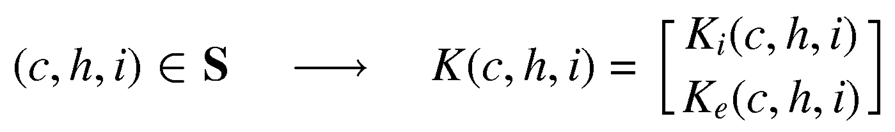 (c, h, i) ∈ S ⟶ K(c, h, i) = [K_i(c, h, i)
K_e(c, h, i)]